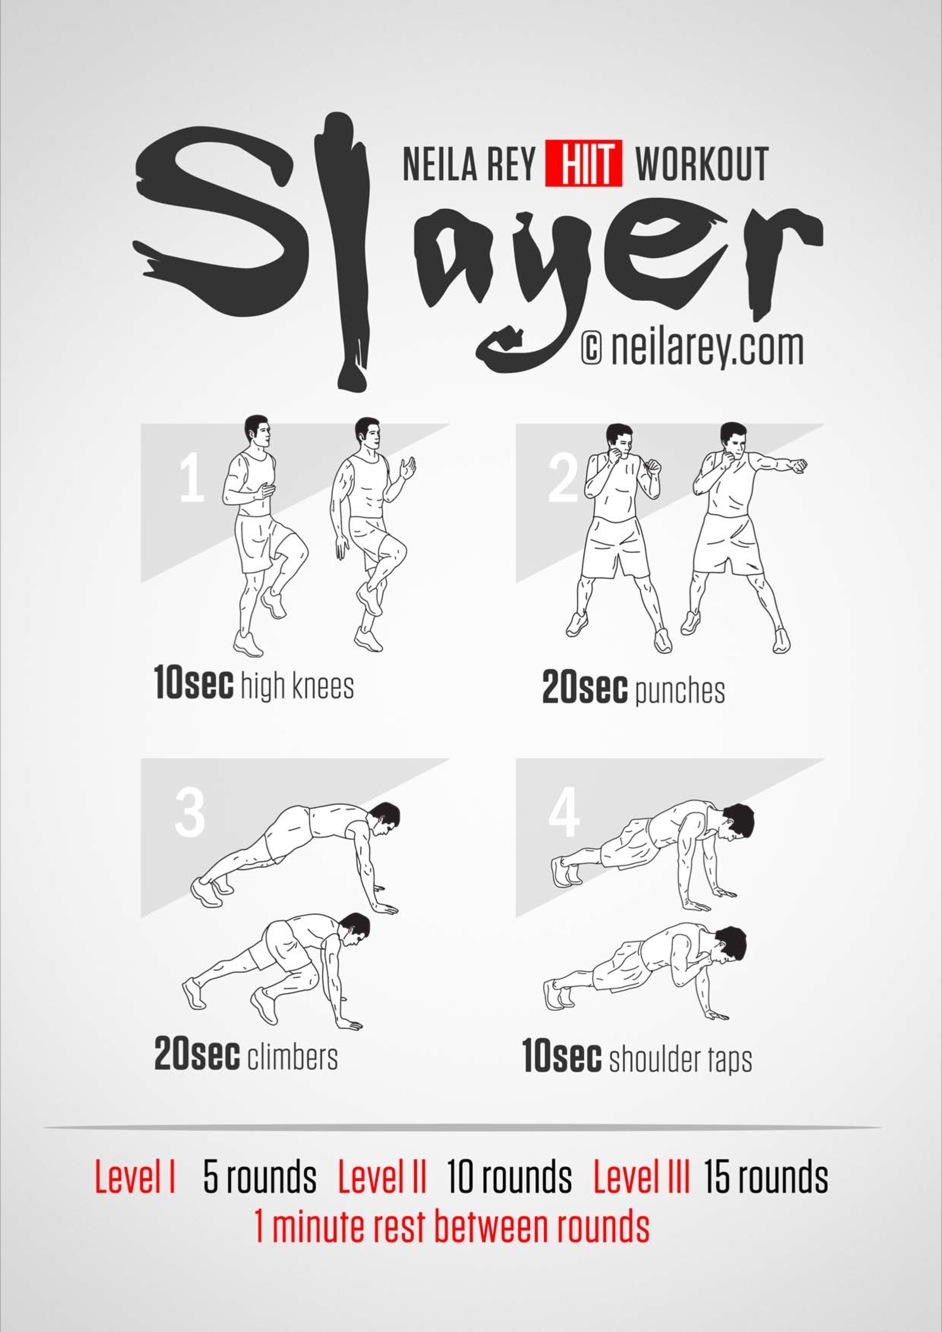 NEILA REY HIIT WORKOUT
Slayer
© neilarey.com
1
10sec high knees
2
20sec punches
3
20sec climbers
4
10sec shoulder taps
Level I 5 rounds Level II 10 rounds Level III 15 rounds
1 minute rest between rounds